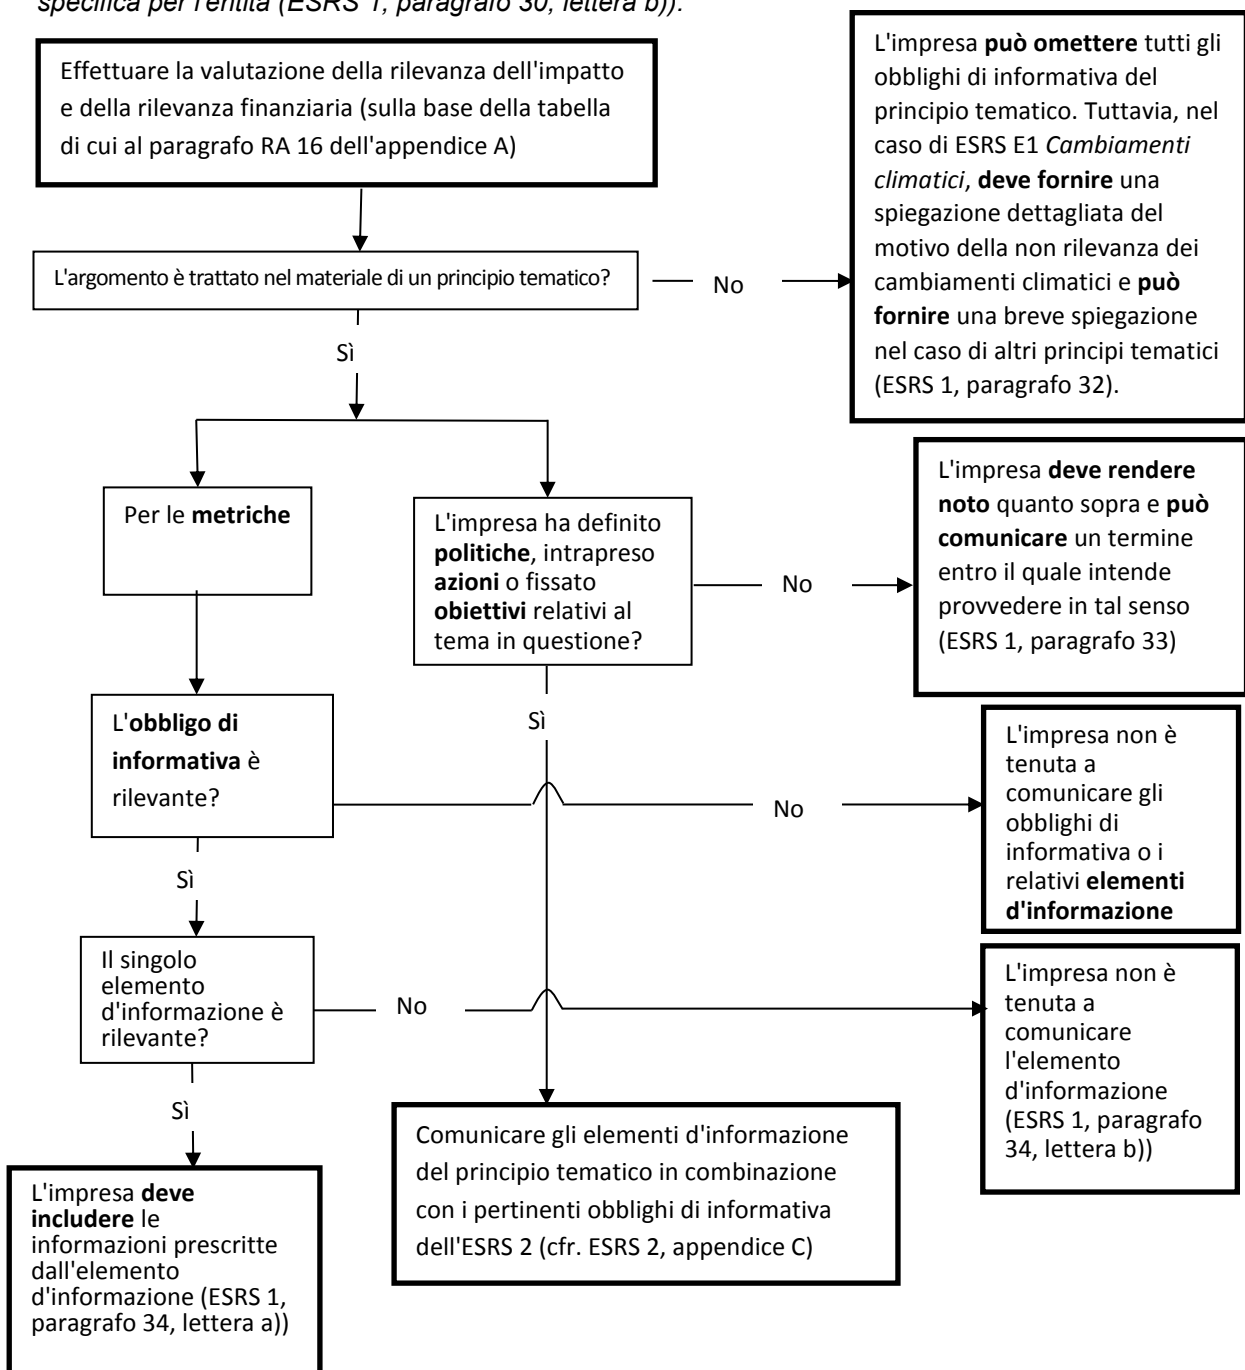 specifica per l'entità (ESRS 1, paragrafo 30, lettera b)).
Effettuare la valutazione della rilevanza dell'impatto
e della rilevanza finanziaria (sulla base della tabella
di cui al paragrafo RA 16 dell'appendice A)
L'impresa può omettere tutti gli
obblighi di informativa del
principio tematico. Tuttavia, nel
caso di ESRS E1 Cambiamenti
climatici, deve fornire una
spiegazione dettagliata del
motivo della non rilevanza dei
cambiamenti climatici e può
fornire una breve spiegazione
nel caso di altri principi tematici
(ESRS 1, paragrafo 32).
L'argomento è trattato nel materiale di un principio tematico?
No
Sì
Per le metriche
L'impresa ha definito
politiche, intrapreso
azioni o fissato
obiettivi relativi al
tema in questione?
No
L'impresa deve rendere
noto quanto sopra e può
comunicare un termine
entro il quale intende
provvedere in tal senso
(ESRS 1, paragrafo 33)
Sì
L'obbligo di
informativa è
rilevante?
No
L'impresa non è
tenuta a
comunicare gli
obblighi di
informativa o i
relativi elementi
d'informazione
Sì
Il singolo
elemento
d'informazione è
rilevante?
No
L'impresa non è
tenuta a
comunicare
l'elemento
d'informazione
(ESRS 1, paragrafo
34, lettera b))
Sì
Comunicare gli elementi d'informazione
del principio tematico in combinazione
con i pertinenti obblighi di informativa
dell'ESRS 2 (cfr. ESRS 2, appendice C)
L'impresa deve
includere le
informazioni prescritte
dall'elemento
d'informazione (ESRS 1,
paragrafo 34, lettera a))